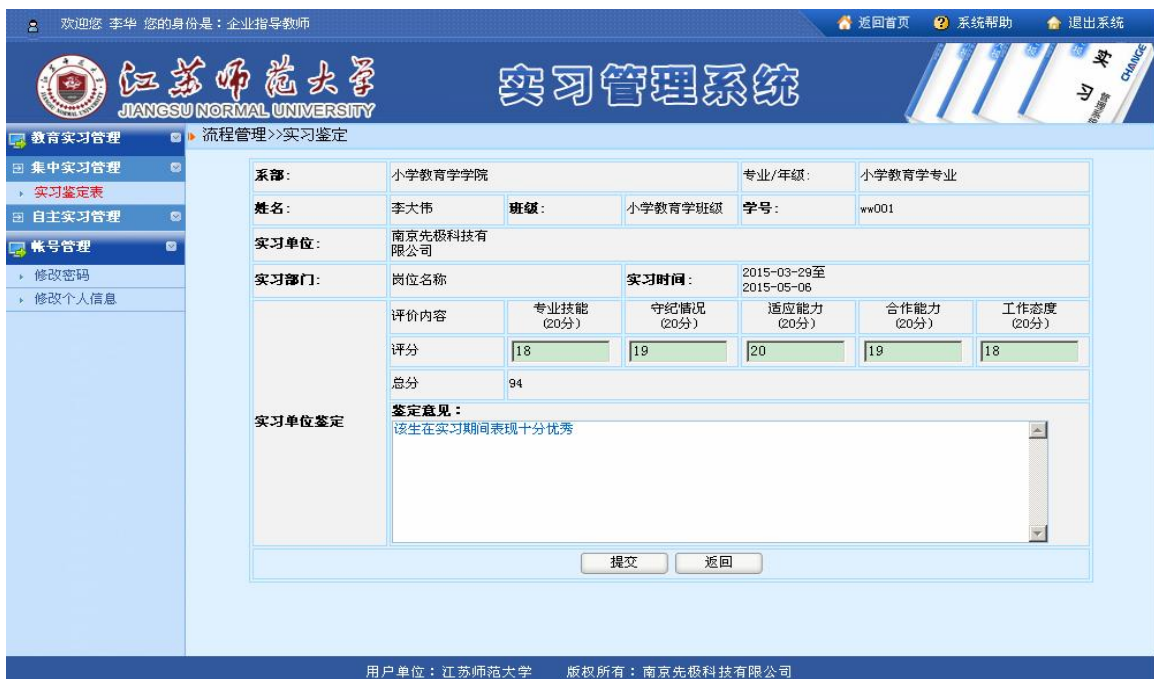 欢迎您 李华 您的身份是：企业指导教师
返回首页 系统帮助 退出系统
江苏师范大学
JIANGSU NORMAL UNIVERSITY
实习管理系统
实习
管理系统
CHANGE
教育实习管理
集中实习管理
实习鉴定表
自主实习管理
帐号管理
修改密码
修改个人信息
流程管理>>实习鉴定
系部: 小学教育学学院 专业/年级: 小学教育学专业
姓名: 李大伟 班级: 小学教育学班级 学号: ww001
实习单位: 南京先极科技有
限公司
实习部门: 岗位名称 实习时间: 2015-03-29至
2015-05-06
实习单位鉴定
评价内容 专业技能 守纪情况 适应能力 合作能力 工作态度
(20分) (20分) (20分) (20分) (20分)
评分 18 19 20 19 18
总分 94
鉴定意见：
该生在实习期间表现十分优秀
提交 返回
用户单位：江苏师范大学 版权所有：南京先极科技有限公司